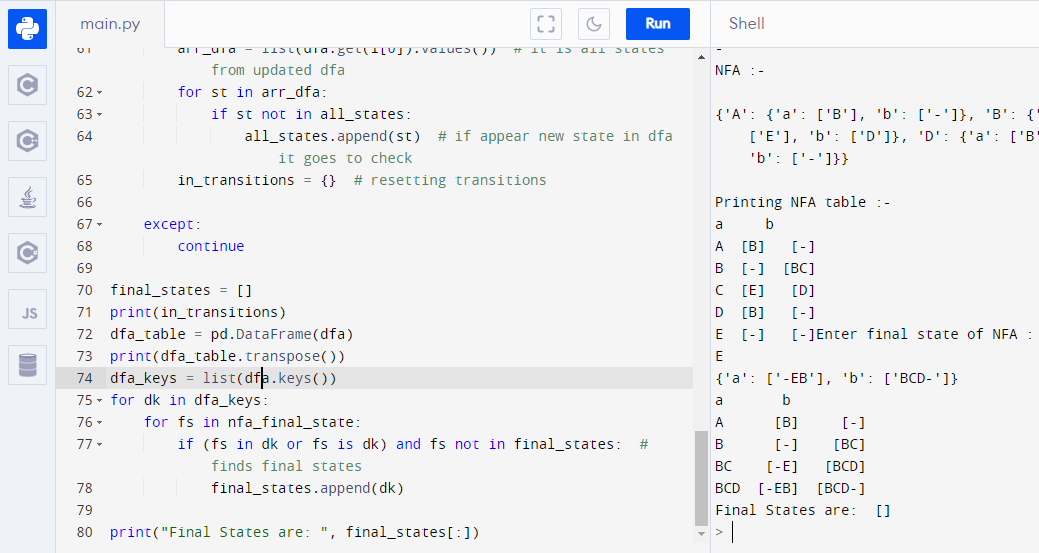 main.py
Run
Shell
61 arr_dfa = list(dfa.get(i[0]).values()) # it is all states
from updated dfa
62 for st in arr_dfa:
63 if st not in all_states:
64 all_states.append(st) # if appear new state in dfa
it goes to check
65 in_transitions = {} # resetting transitions
66
67 except:
68 continue
69
70 final_states = []
71 print(in_transitions)
72 dfa_table = pd.DataFrame(dfa)
73 print(dfa_table.transpose())
74 dfa_keys = list(dfa.keys())
75 for dk in dfa_keys:
76 for fs in nfa_final_state:
77 if (fs in dk or fs is dk) and fs not in final_states: #
finds final states
78 final_states.append(dk)
79
80 print("Final States are: ", final_states[:])
JS
-
NFA :-
{'A': {'a': ['B'], 'b': ['-']}, 'B': {'
['E'], 'b': ['D']}, 'D': {'a': ['B'
'b': ['-']}}
Printing NFA table :-
a b
A [B] [-]
B [-] [BC]
C [E] [D]
D [B] [-]
E [-] [-]Enter final state of NFA :
E
{'a': ['-EB'], 'b': ['BCD-']}
a b
A [B] [-]
B [-] [BC]
BC [-E] [BCD]
BCD [-EB] [BCD-]
Final States are: []
>